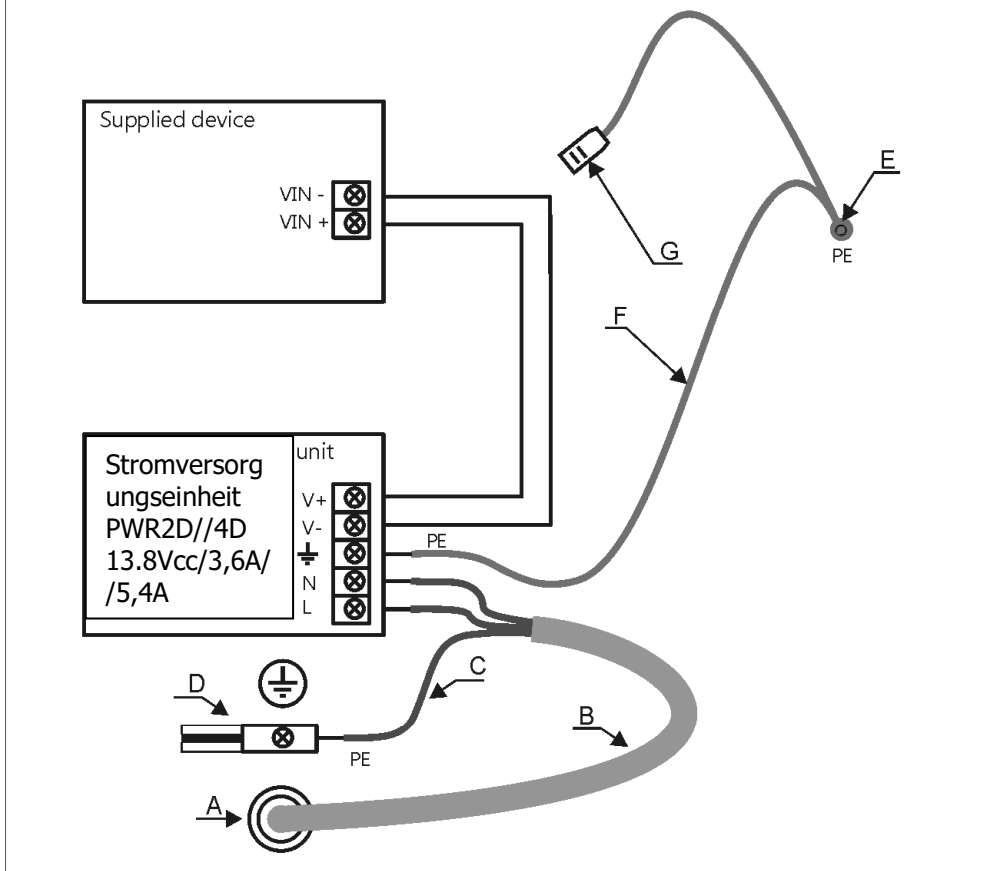 Supplied device
VIN -
VIN +
G
E
PE
F
unit
Stromversorg
ungseinheit
PWR2D//4D
13.8Vcc/3,6A/
/5,4A
V+
V-
N
L
PE
D
C
B
PE
A